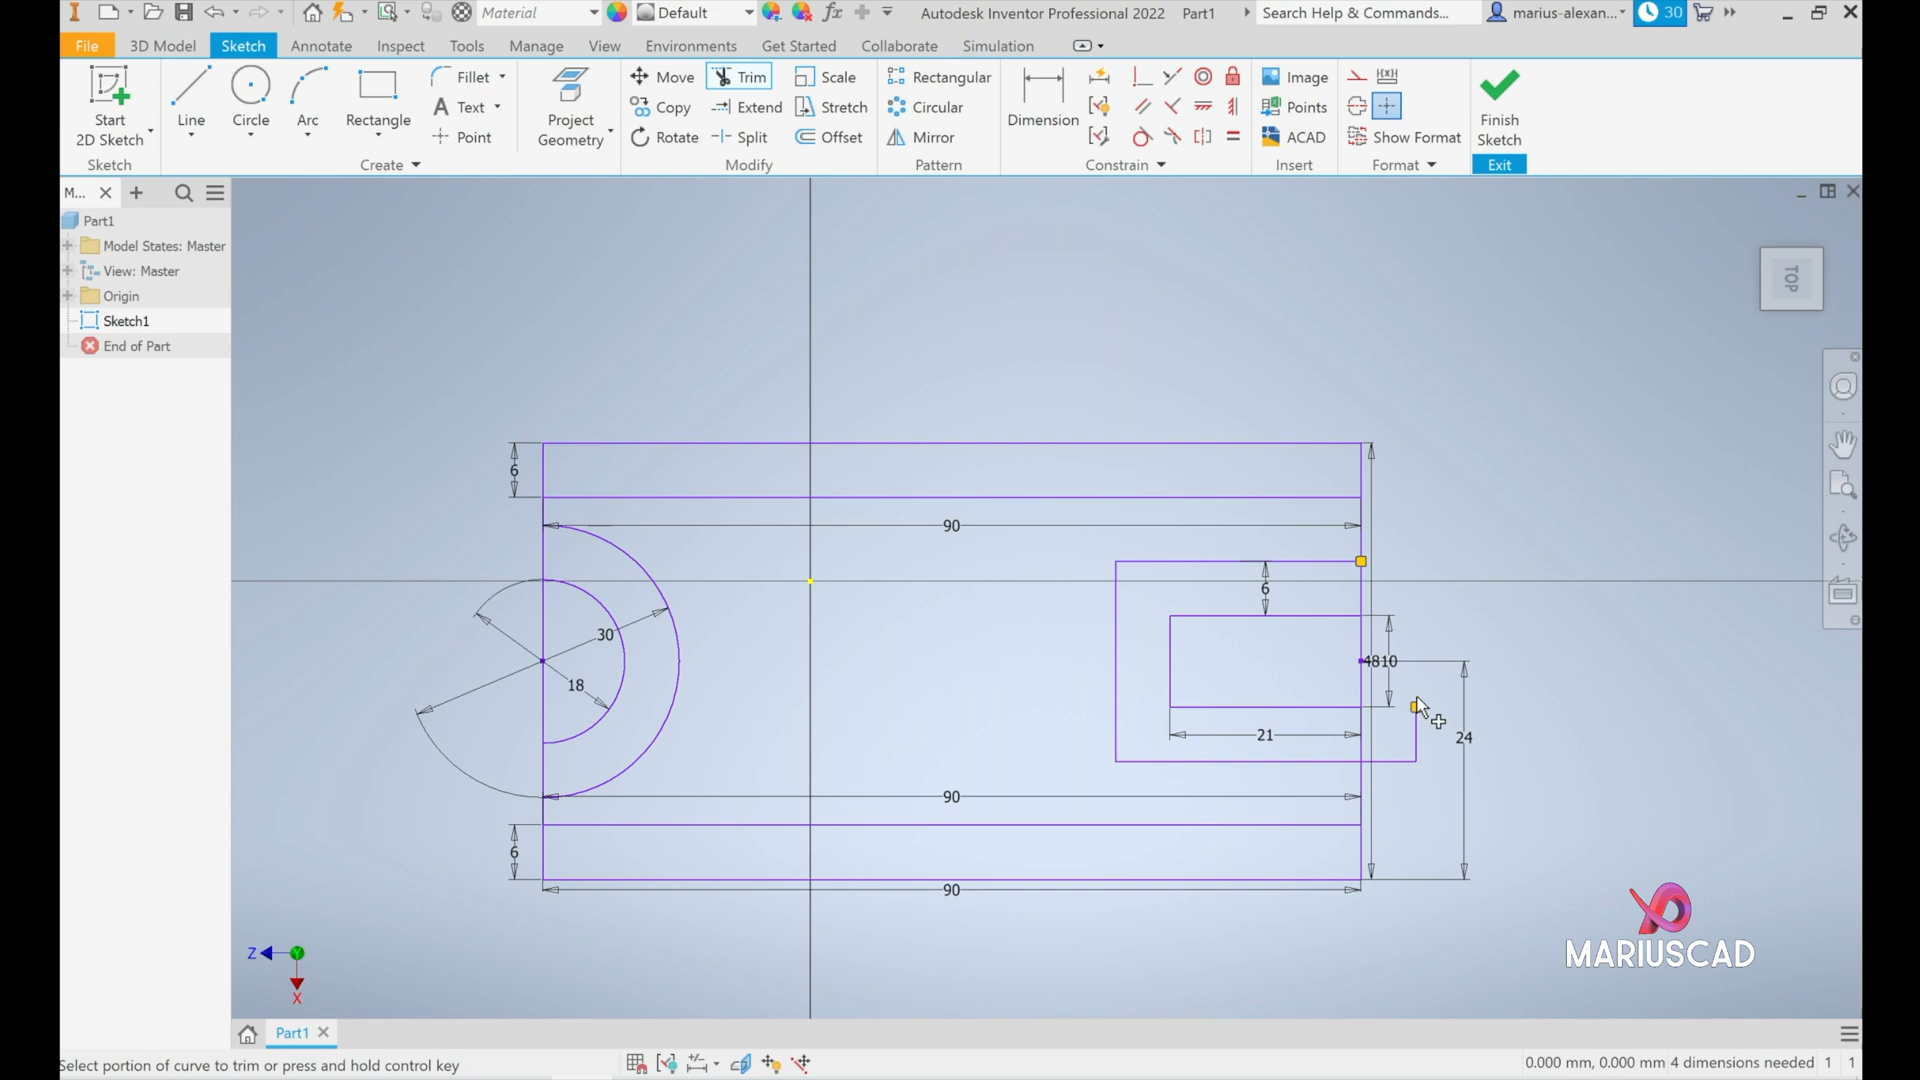 Material
Default
fx
Autodesk Inventor Professional 2022 Part1
Search Help & Commands...
marius-alexan...
30
File 3D Model Sketch Annotate Inspect Tools Manage View Environments Get Started Collaborate Simulation
Start
2D Sketch
Line Circle Arc Rectangle
Fillet
Text
Point
Project
Geometry
Move Trim Scale
Copy Extend Stretch
Rotate Split Offset
Rectangular
Circular
Mirror
Dimension
Image
Points
ACAD
Show Format
Finish
Sketch
Sketch Create Modify Pattern Constrain Insert Format Exit
M...
Part1
Model States: Master
View: Master
Origin
Sketch1
End of Part
TOP
6
90
6
30
18
4810
21
24
90
6
90
Z
Y
X
MARIUSCAD
Part1
Select portion of curve to trim or press and hold control key
0.000 mm, 0.000 mm 4 dimensions needed 1 1